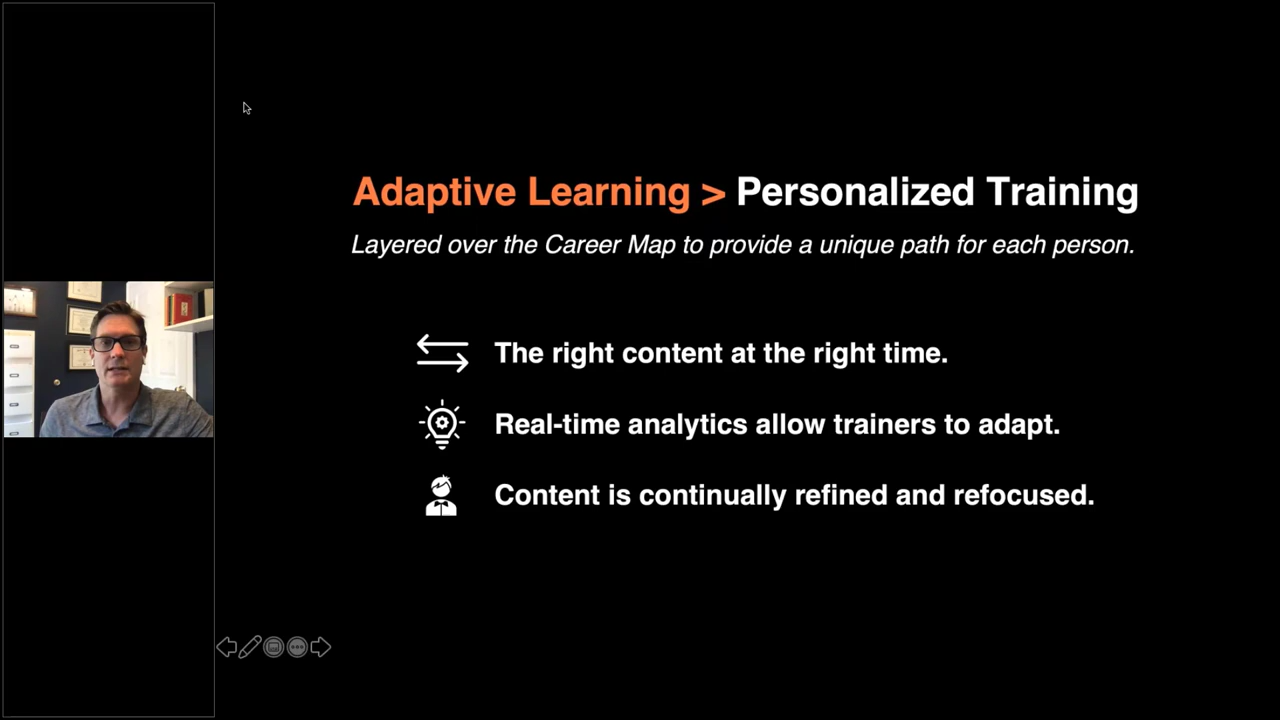 Adaptive Learning > Personalized Training
Layered over the Career Map to provide a unique path for each person.
The right content at the right time.
Real-time analytics allow trainers to adapt.
Content is continually refined and refocused.